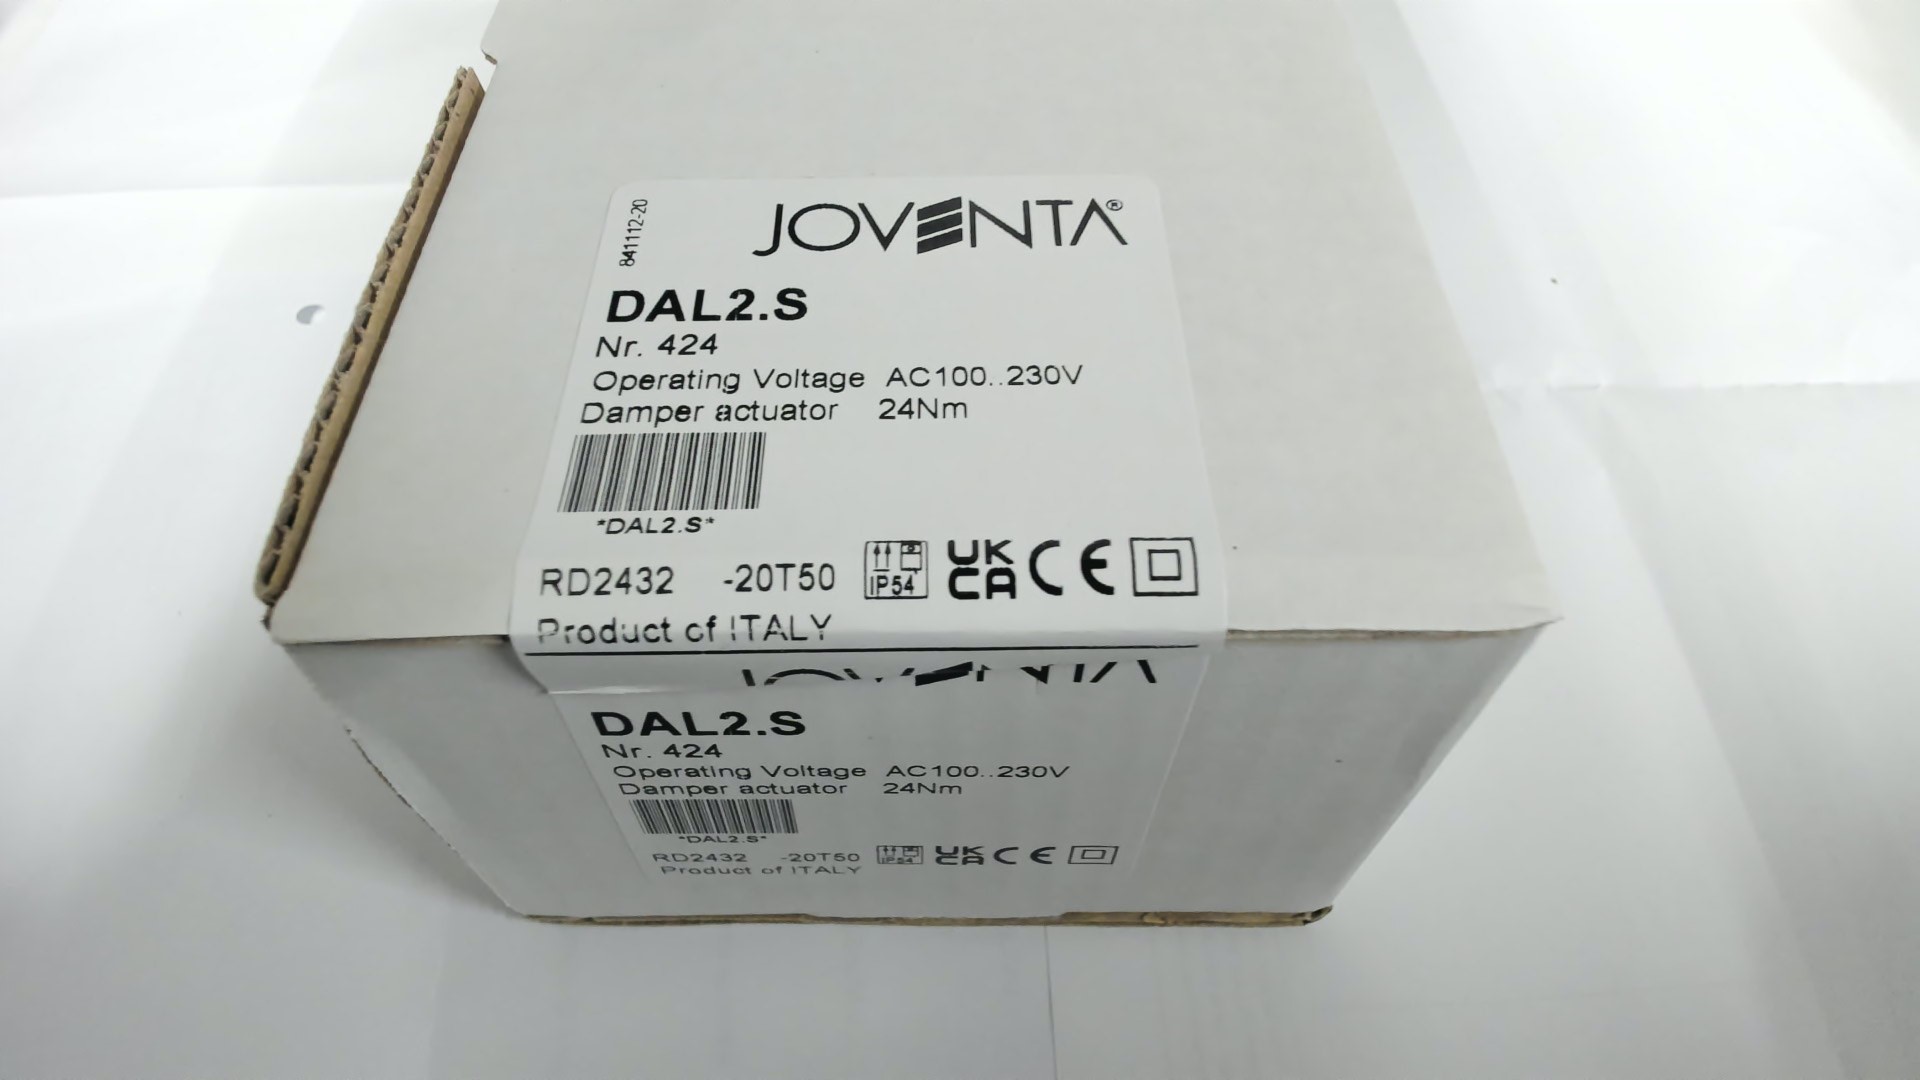 841112-20
JOVENTA®
DAL2.S
Nr. 424
Operating Voltage AC100..230V
Damper actuator 24Nm
*DAL2.S*
RD2432 -20T50 IP54 UK CA CE
Product of ITALY
JOVENTA
DAL2.S
Nr. 424
Operating Voltage AC100..230V
Damper actuator 24Nm
*DAL2.S*
RD2432 -20T50 IP54 UK CA CE
Product of ITALY